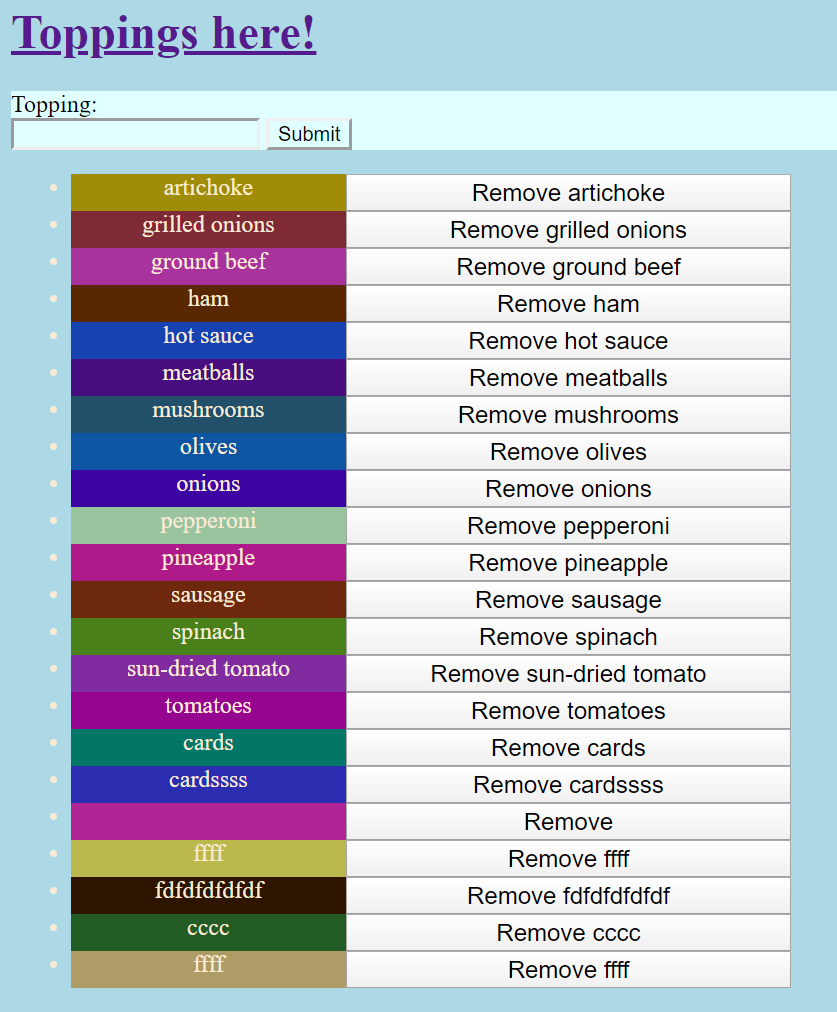 Toppings here!
Topping:
Submit
artichoke Remove artichoke
grilled onions Remove grilled onions
ground beef Remove ground beef
ham Remove ham
hot sauce Remove hot sauce
meatballs Remove meatballs
mushrooms Remove mushrooms
olives Remove olives
onions Remove onions
pepperoni Remove pepperoni
pineapple Remove pineapple
sausage Remove sausage
spinach Remove spinach
sun-dried tomato Remove sun-dried tomato
tomatoes Remove tomatoes
cards Remove cards
cardssss Remove cardssss
Remove
ffff Remove ffff
fdfdfdfdfdf Remove fdfdfdfdfdf
cccc Remove cccc
ffff Remove ffff